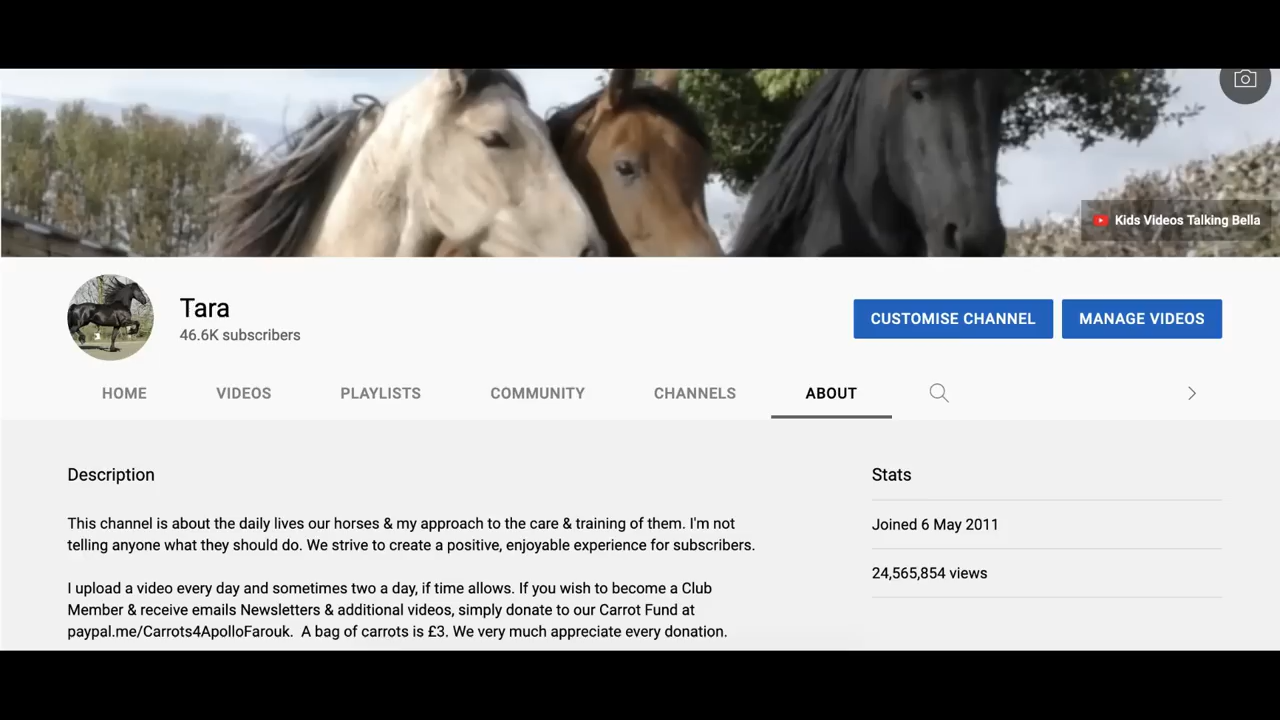 Kids Videos Talking Bella
Tara
46.6K subscribers
CUSTOMISE CHANNEL
MANAGE VIDEOS
HOME
VIDEOS
PLAYLISTS
COMMUNITY
CHANNELS
ABOUT
Description
This channel is about the daily lives our horses & my approach to the care & training of them. I'm not
telling anyone what they should do. We strive to create a positive, enjoyable experience for subscribers.
I upload a video every day and sometimes two a day, if time allows. If you wish to become a Club
Member & receive emails Newsletters & additional videos, simply donate to our Carrot Fund at
paypal.me/Carrots4ApolloFarouk.  A bag of carrots is £3. We very much appreciate every donation.
Stats
Joined 6 May 2011
24,565,854 views